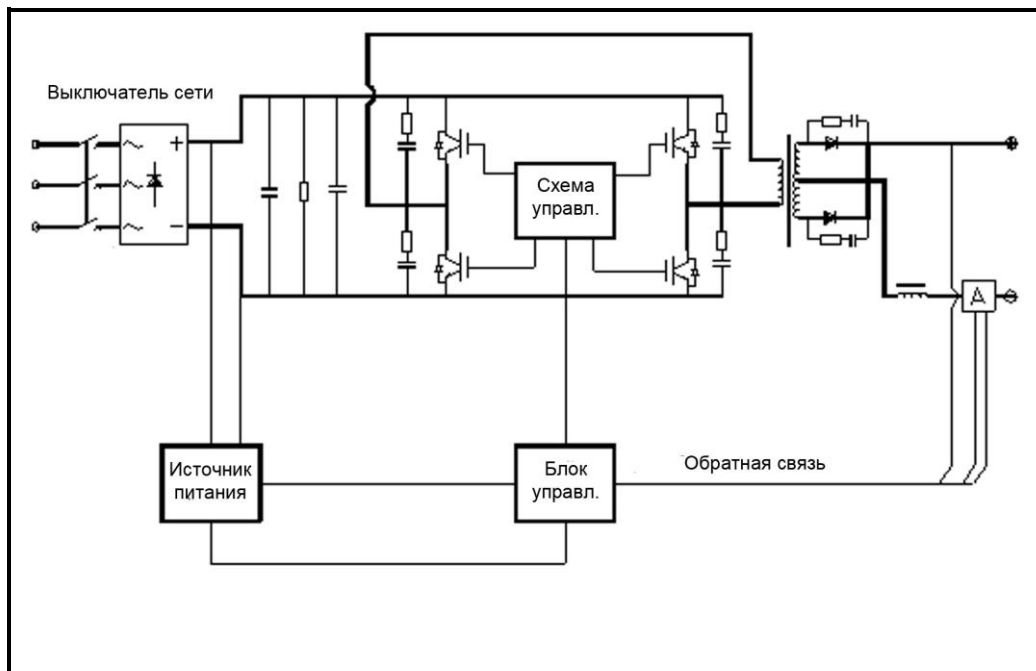 Выключатель сети
+
−
Схема
управл.
А
Источник
питания
Блок
управл.
Обратная связь